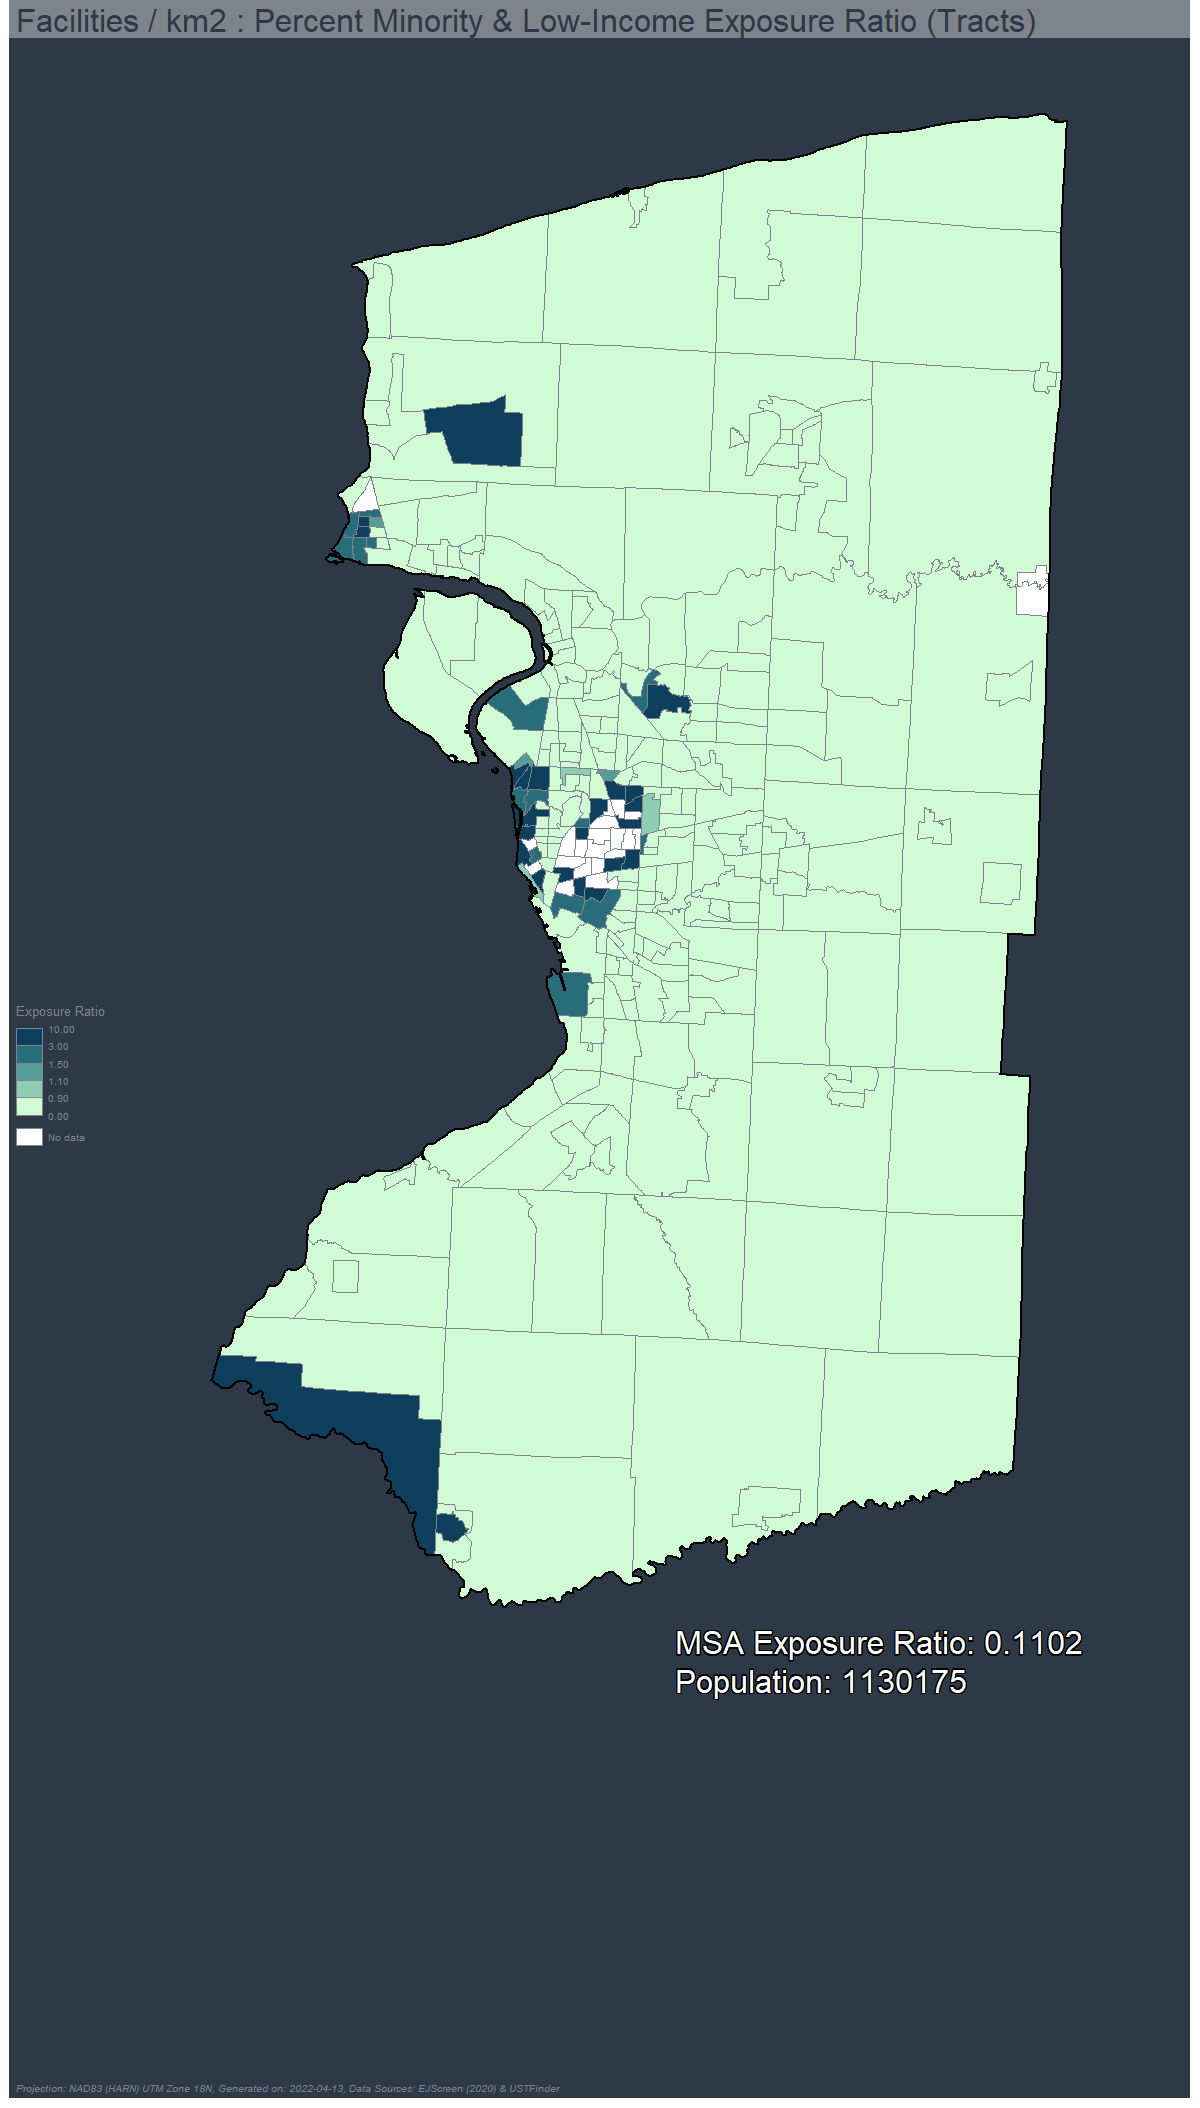 Facilities / km2 : Percent Minority & Low-Income Exposure Ratio (Tracts)
Exposure Ratio
10.00
3.00
1.50
1.10
0.90
0.00
No data
MSA Exposure Ratio: 0.1102
Population: 1130175
Projection: NAD83 (HARN) UTM Zone 18N, Generated on: 2022-04-13, Data Sources: EJScreen (2020) & USTFinder